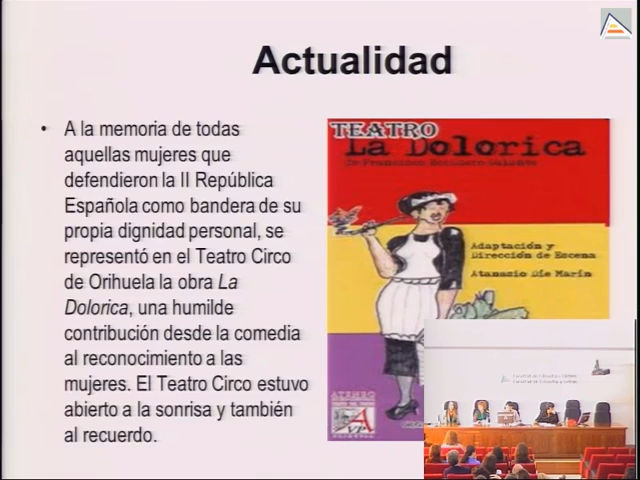 Actualidad
• A la memoria de todas
aquellas mujeres que
defendieron la II República
Española como bandera de su
propia dignidad personal, se
representó en el Teatro Circo
de Orihuela la obra La
Dolorica, una humilde
contribución desde la comedia
al reconocimiento a las
mujeres. El Teatro Circo estuvo
abierto a la sonrisa y también
al recuerdo.
TEATRO
La Dolorica
Adaptación y
Dirección de Escena
Atanasio Díe Marín